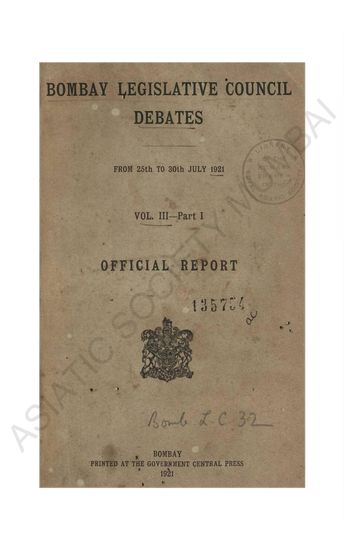 BOMBAY LEGISLATIVE COUNCIL
DEBATES
FROM 25th TO 30th JULY 1921
VOL. III—Part I
OFFICIAL REPORT
135754
Bomb L-C 32
BOMBAY
PRINTED AT THE GOVERNMENT CENTRAL PRESS
1921
ASIATIC SOCIETY MUMBAI